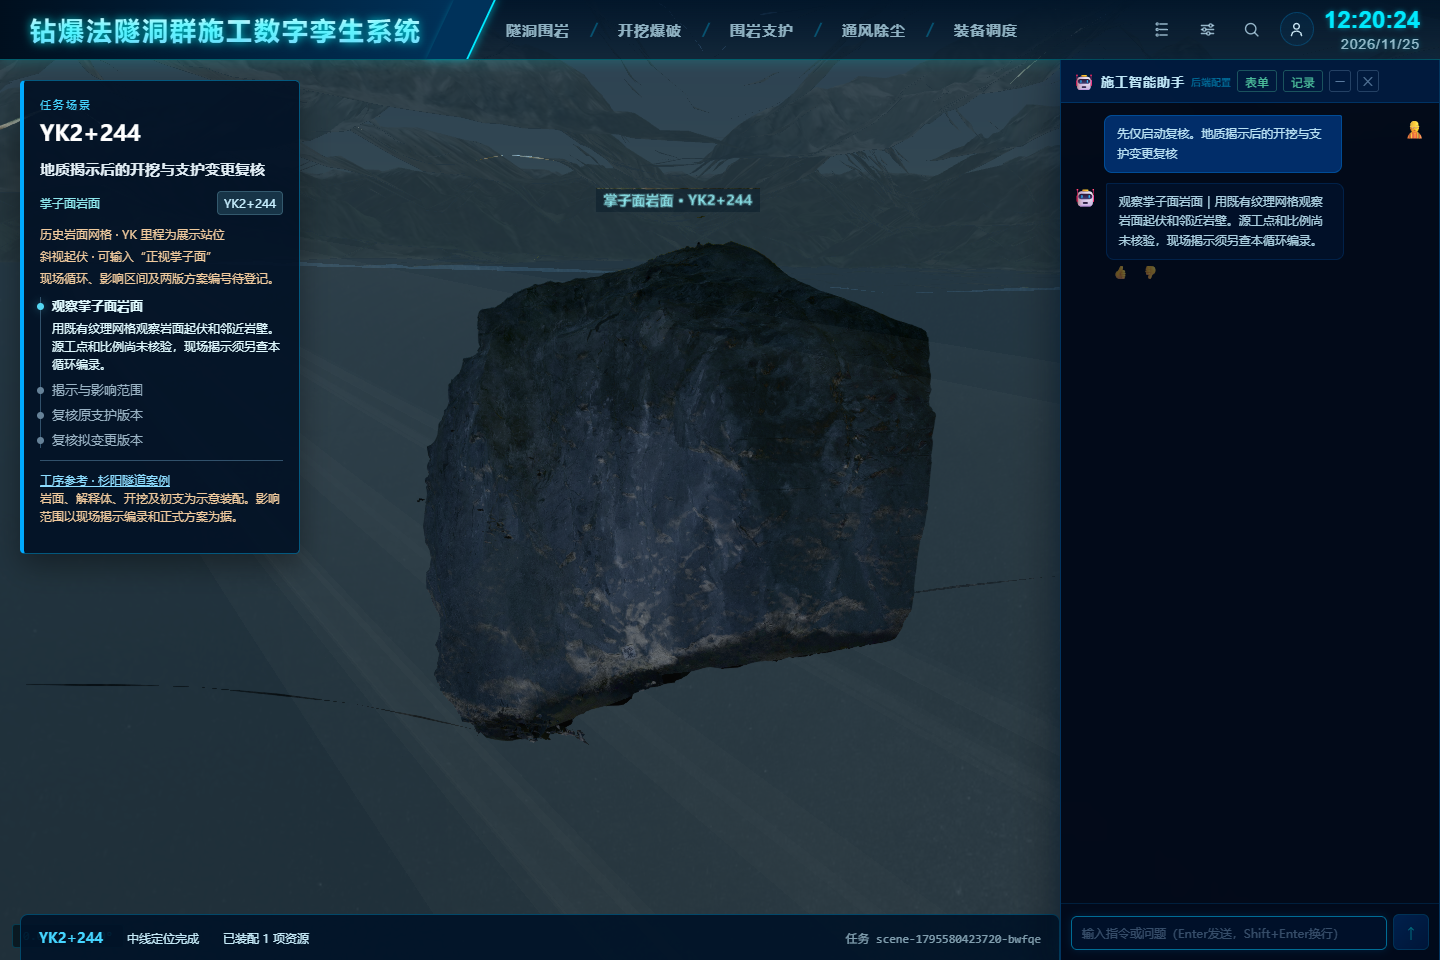 钻爆法隧洞群施工数字孪生系统
隧洞围岩 / 开挖爆破 / 围岩支护 / 通风除尘 / 装备调度
12:20:24
2026/11/25
任务场景
YK2+244
地质揭示后的开挖与支护变更复核
掌子面岩面 YK2+244
历史岩面网格 · YK 里程为展示站位
斜视起伏 · 可输入“正视掌子面”
现场循环、影响区间及两版方案编号待登记。
观察掌子面岩面
用既有纹理网格观察岩面起伏和邻近岩壁。
源工点和比例尚未核验，现场揭示须另查本
循环编录。
揭示与影响范围
复核原支护版本
复核拟变更版本
工序参考 · 杉阳隧道案例
岩面、解释体、开挖及初支为示意装配。影响
范围以现场揭示编录和正式方案为据。
掌子面岩面 • YK2+244
施工智能助手 后端配置 表单 记录
先仅启动复核。地质揭示后的开挖与支
护变更复核
观察掌子面岩面 | 用既有纹理网格观察
岩面起伏和邻近岩壁。源工点和比例尚
未核验，现场揭示须另查本循环编录。
输入指令或问题（Enter发送，Shift+Enter换行）
YK2+244 中线定位完成 已装配 1 项资源 任务 scene-1795580423720-bwfqe